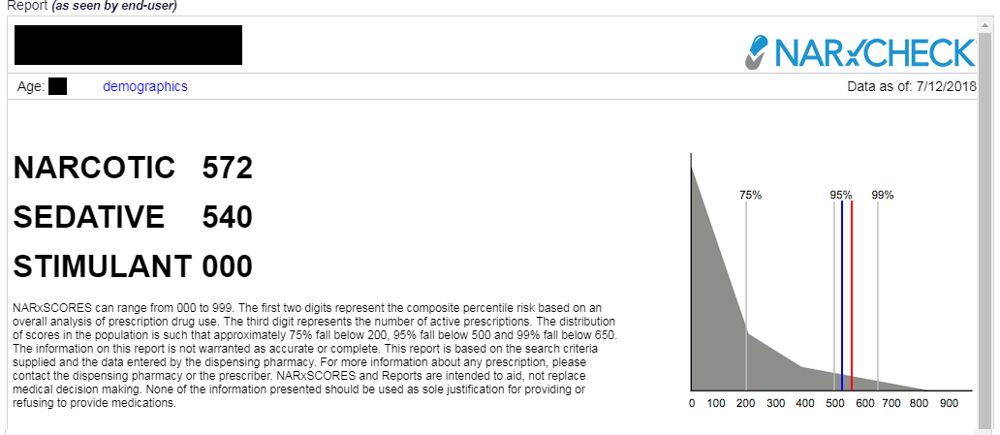 Report (as seen by end-user)
NARxCHECK
Age:
demographics
Data as of: 7/12/2018
NARCOTIC 572
SEDATIVE 540
STIMULANT 000
NARxSCORES can range from 000 to 999. The first two digits represent the composite percentile risk based on an
overall analysis of prescription drug use. The third digit represents the number of active prescriptions. The distribution
of scores in the population is such that approximately 75% fall below 200, 95% fall below 500 and 99% fall below 650.
The information on this report is not warranted as accurate or complete. This report is based on the search criteria
supplied and the data entered by the dispensing pharmacy. For more information about any prescription, please
contact the dispensing pharmacy or the prescriber. NARxSCORES and Reports are intended to aid, not replace
medical decision making. None of the information presented should be used as sole justification for providing or
refusing to provide medications.
75% 95% 99%
0 100 200 300 400 500 600 700 800 900